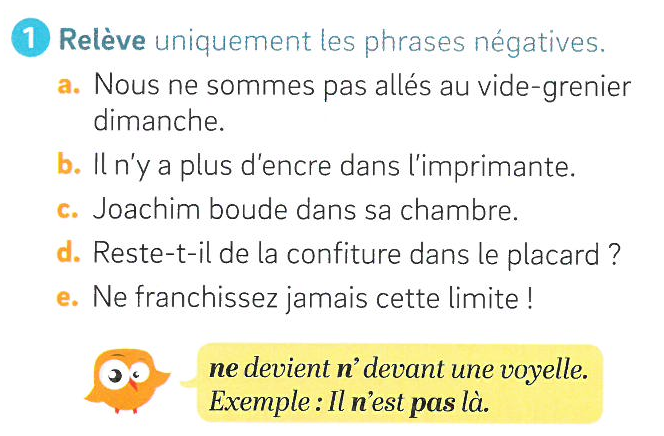 1 Relève uniquement les phrases négatives.
a. Nous ne sommes pas allés au vide-grenier
dimanche.
b. Il n'y a plus d'encre dans l'imprimante.
c. Joachim boude dans sa chambre.
d. Reste-t-il de la confiture dans le placard ?
e. Ne franchissez jamais cette limite !
ne devient n' devant une voyelle.
Exemple : Il n'est pas là.